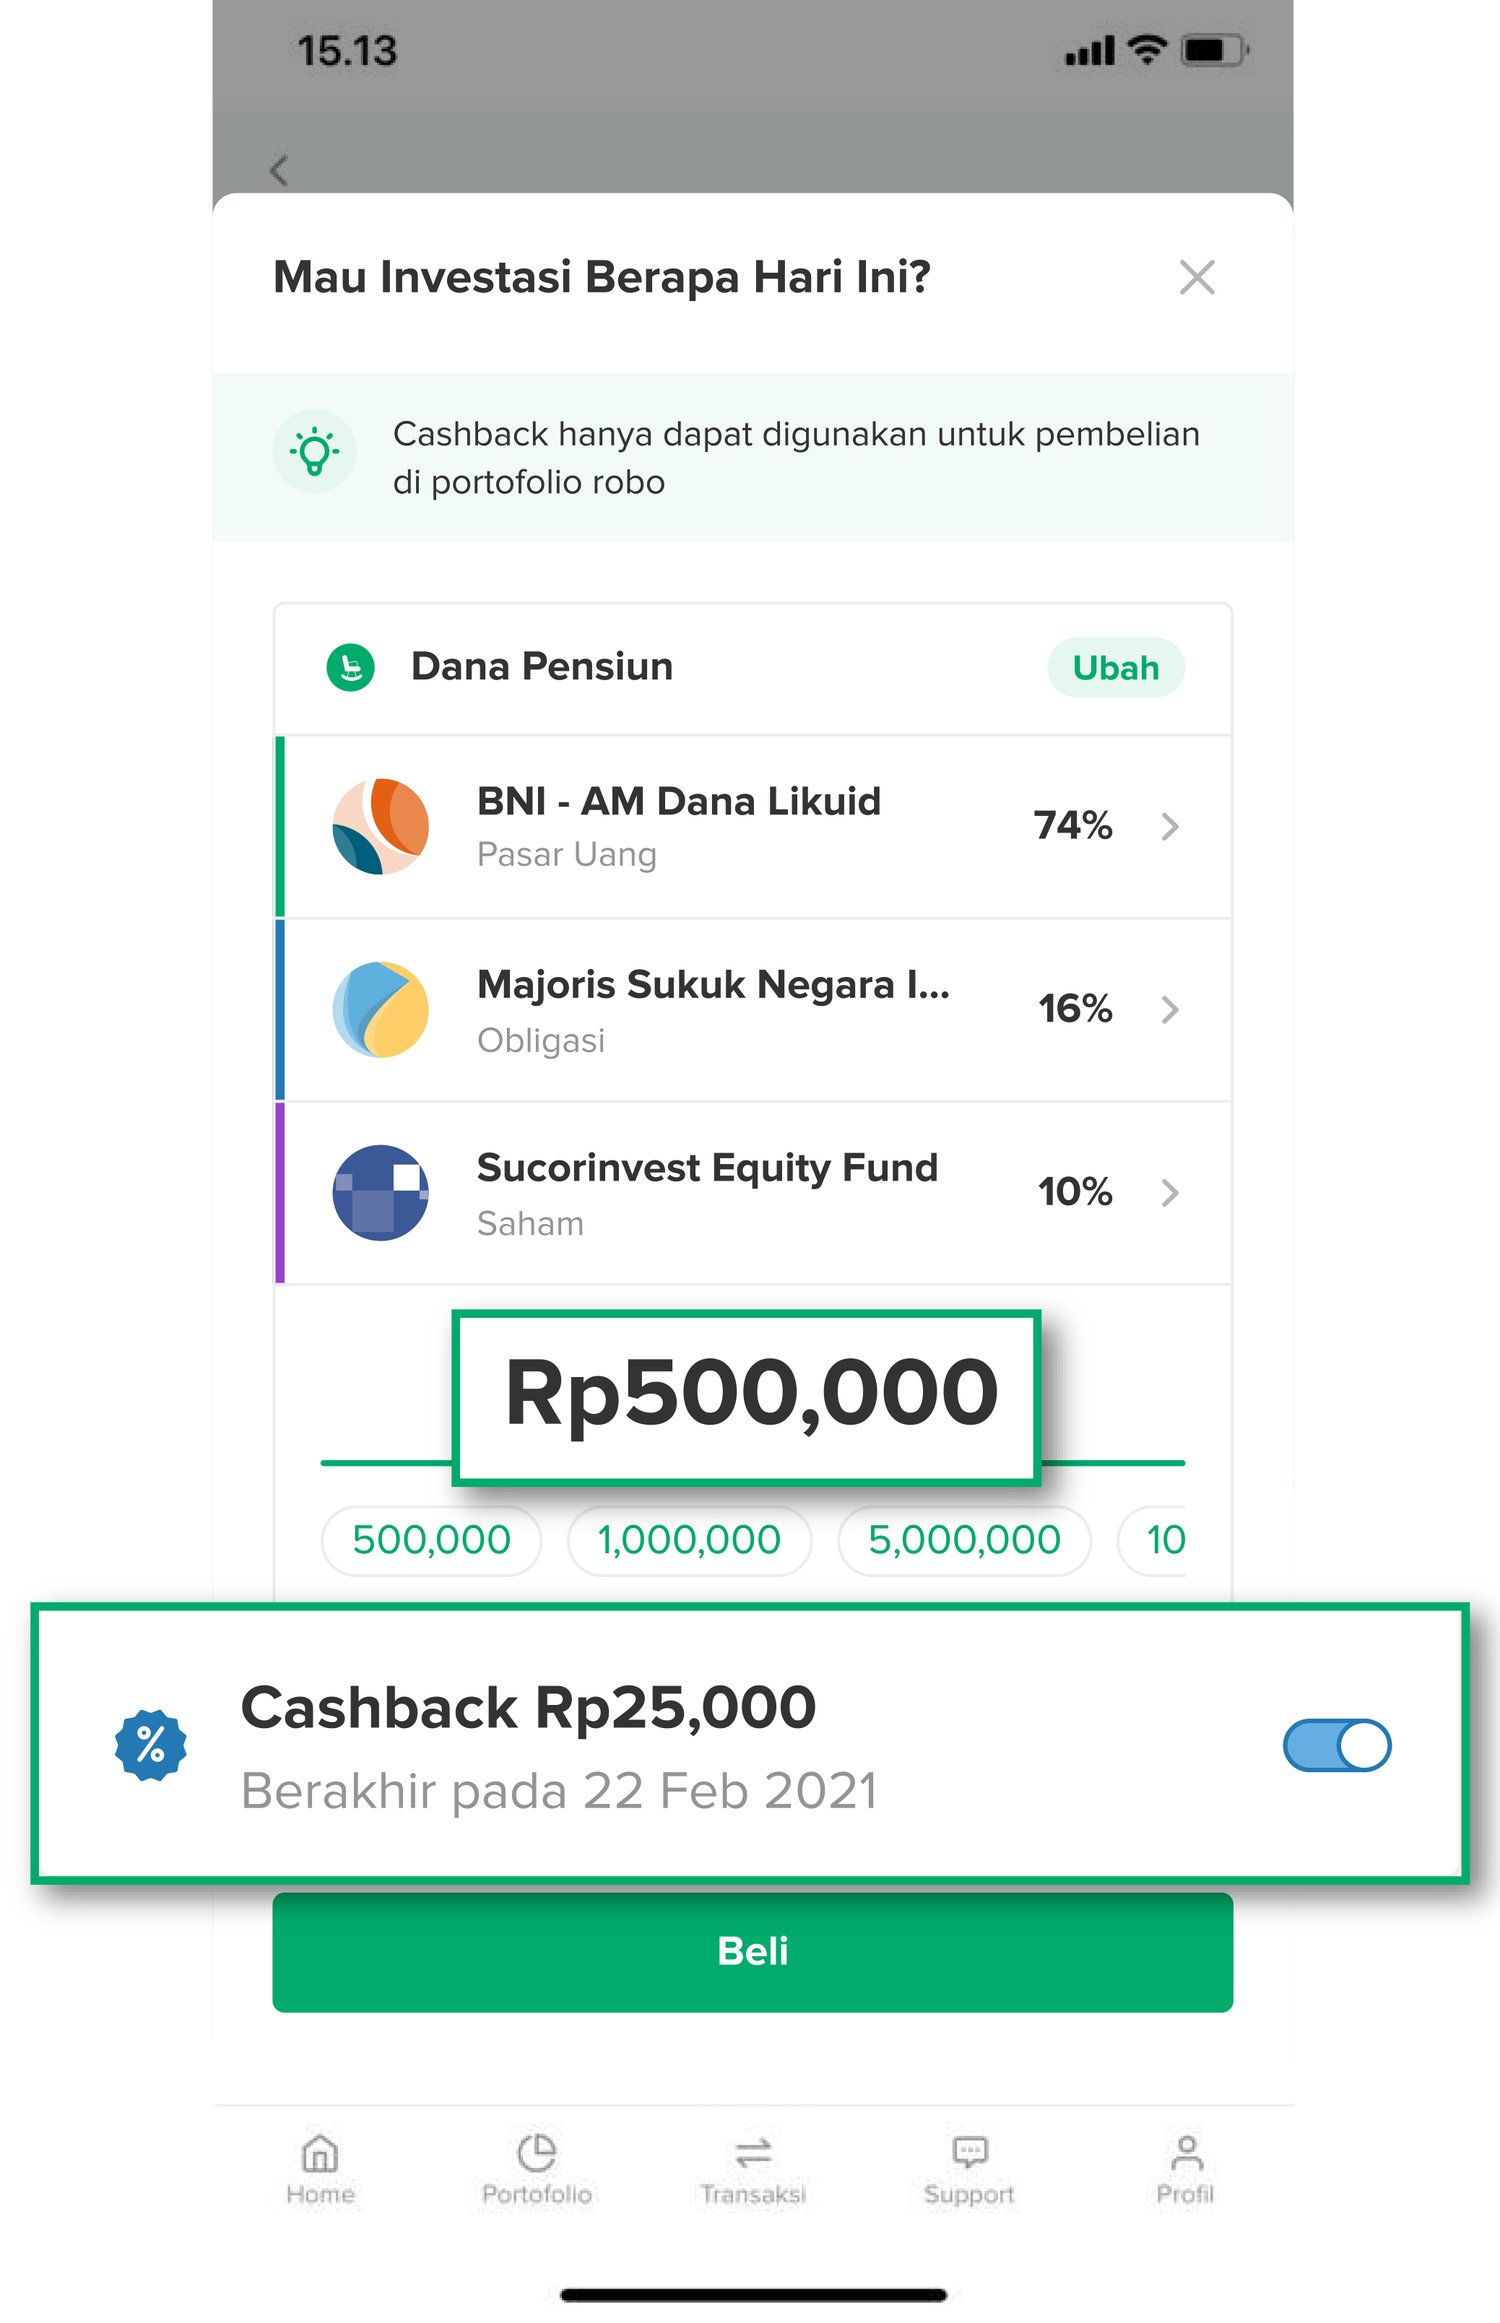 15.13
Mau Investasi Berapa Hari Ini?
Cashback hanya dapat digunakan untuk pembelian
di portofolio robo
Dana Pensiun
Ubah
BNI - AM Dana Likuid
Pasar Uang
74%
Majoris Sukuk Negara I...
Obligasi
16%
Sucorinvest Equity Fund
Saham
10%
Rp500,000
500,000
1,000,000
5,000,000
10
Cashback Rp25,000
Berakhir pada 22 Feb 2021
Beli
Home
Portofolio
Transaksi
Support
Profil